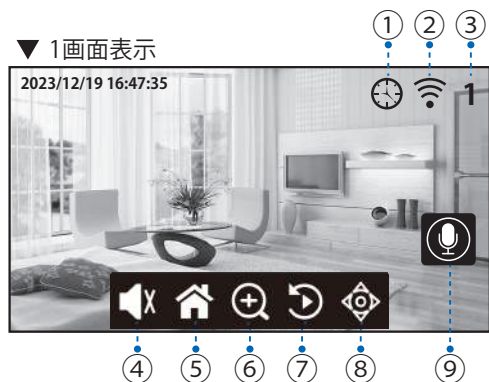 ① ② ③
▼ 1画面表示
2023/12/19 16:47:35
1
④ ⑤ ⑥ ⑦ ⑧ ⑨